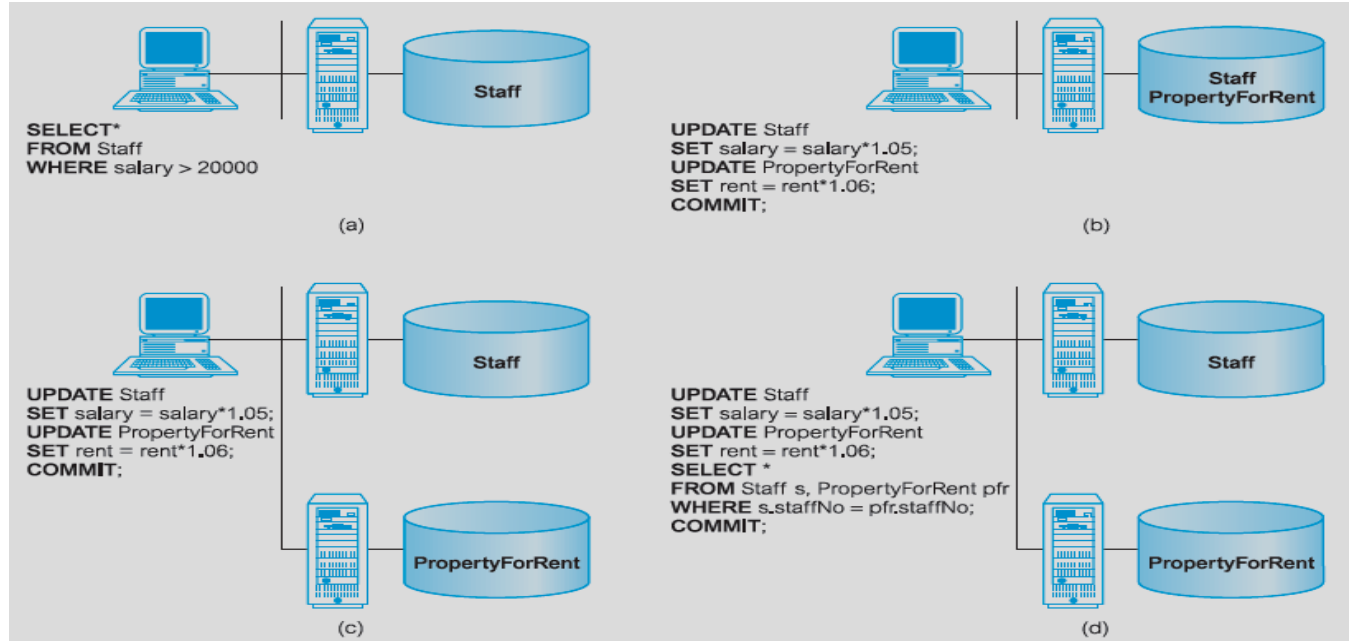 Staff
SELECT*
FROM Staff
WHERE salary > 20000
(a)
Staff
PropertyForRent
UPDATE Staff
SET salary = salary*1.05;
UPDATE PropertyForRent
SET rent = rent*1.06;
COMMIT;
(b)
Staff
UPDATE Staff
SET salary = salary*1.05;
UPDATE PropertyForRent
SET rent = rent*1.06;
COMMIT;
PropertyForRent
(c)
Staff
UPDATE Staff
SET salary = salary*1.05;
UPDATE PropertyForRent
SET rent = rent*1.06;
SELECT *
FROM Staff s, PropertyForRent pfr
WHERE s.staffNo = pfr.staffNo;
COMMIT;
PropertyForRent
(d)